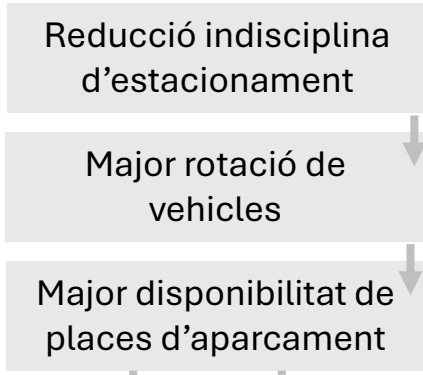 Reducció indisciplina
d’estacionament
Major rotació de
vehicles
Major disponibilitat de
places d’aparcament